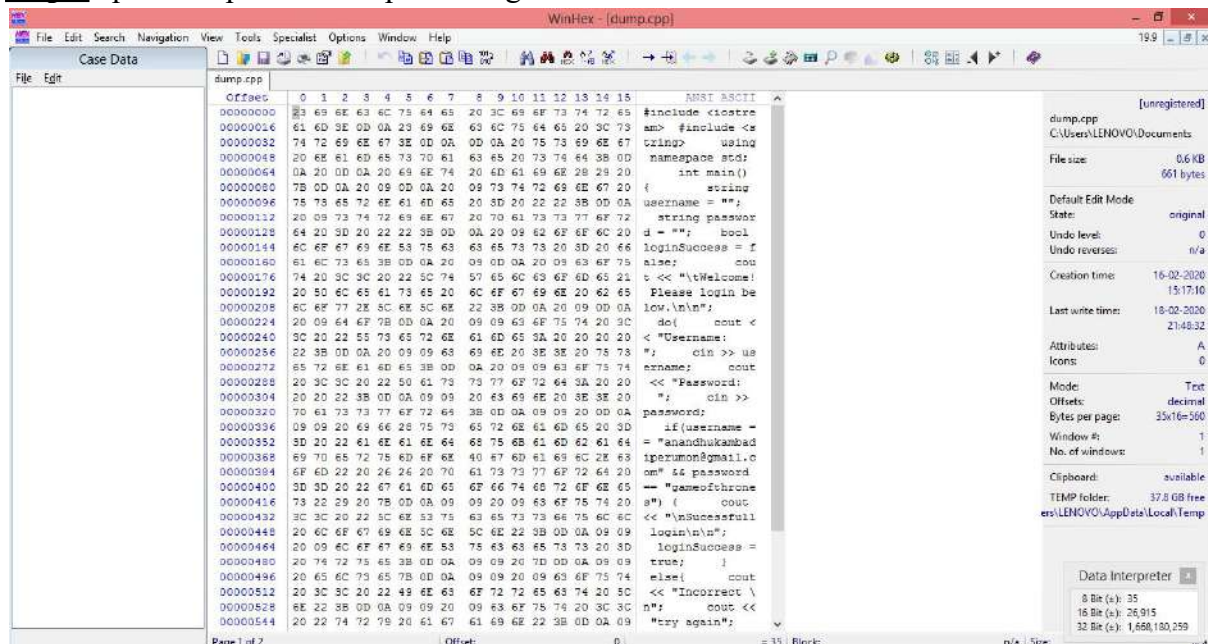 WinHex - [dump.cpp]
File Edit Search Navigation View Tools Specialist Options Window Help
19.9
Case Data
File Edit
dump.cpp
Offset 0 1 2 3 4 5 6 7 8 9 10 11 12 13 14 15 ANSI ASCII
00000000 23 69 6E 63 6C 75 64 65 20 3C 69 6F 73 74 72 65 #include <iostre
00000016 61 6D 3E 0D 0A 23 69 6E 63 6C 75 64 65 20 3C 73 am> #include <s
00000032 74 72 69 6E 67 3E 0D 0A 0D 0A 20 75 73 69 6E 67 tring> using
00000048 20 6E 61 6D 65 73 70 61 63 65 20 73 74 64 3B 0D namespace std;
00000064 0A 20 0D 0A 20 69 6E 74 20 6D 61 69 6E 28 29 20 int main()
00000080 7B 0D 0A 20 09 0D 0A 20 09 73 74 72 69 6E 67 20 { string
00000096 75 73 65 72 6E 61 6D 65 20 3D 20 22 22 3B 0D 0A username = "";
00000112 20 09 73 74 72 69 6E 67 20 70 61 73 73 77 6F 72 string passwor
00000128 64 20 3D 20 22 22 3B 0D 0A 20 09 62 6F 6F 6C 20 d = ""; bool
00000144 6C 6F 67 69 6E 53 75 63 63 65 73 73 20 3D 20 66 loginSuccess = f
00000160 61 6C 73 65 3B 0D 0A 20 09 0D 0A 20 09 63 6F 75 alse; cou
00000176 74 20 3C 3C 20 22 5C 74 57 65 6C 63 6F 6D 65 21 t << "\tWelcome!
00000192 20 50 6C 65 61 73 65 20 6C 6F 67 69 6E 20 62 65 Please login be
00000208 6C 6F 77 2E 5C 6E 5C 6E 22 3B 0D 0A 20 09 0D 0A low.\n\n";
00000224 20 09 64 6F 7B 0D 0A 20 09 09 63 6F 75 74 20 3C do{ cout <
00000240 3C 20 22 55 73 65 72 6E 61 6D 65 3A 20 20 20 20 < "Username:
00000256 22 3B 0D 0A 20 09 09 63 69 6E 20 3E 3E 20 75 73 "; cin >> us
00000272 65 72 6E 61 6D 65 3B 0D 0A 20 09 09 63 6F 75 74 ername; cout
00000288 20 3C 3C 20 22 50 61 73 73 77 6F 72 64 3A 20 20 << "Password:
00000304 20 20 22 3B 0D 0A 09 09 20 63 69 6E 20 3E 3E 20 "; cin >>
00000320 70 61 73 73 77 6F 72 64 3B 0D 0A 09 09 20 0D 0A password;
00000336 09 09 20 69 66 28 75 73 65 72 6E 61 6D 65 20 3D if(username =
00000352 3D 20 22 61 6E 61 6E 64 68 75 6B 61 6D 62 61 64 = "anandhukambad
00000368 69 70 65 72 75 6D 6F 6E 40 67 6D 61 69 6C 2E 63 iperumon@gmail.c
00000384 6F 6D 22 20 26 26 20 70 61 73 73 77 6F 72 64 20 om" && password
00000400 3D 3D 20 22 67 61 6D 65 6F 66 74 68 72 6F 6E 65 == "gameofthrone
00000416 73 22 29 20 7B 0D 0A 09 09 20 09 63 6F 75 74 20 s") { cout
00000432 3C 3C 20 22 5C 6E 53 75 63 65 73 73 66 75 6C 6C << "\nSucessfull
00000448 20 6C 6F 67 69 6E 5C 6E 5C 6E 22 3B 0D 0A 09 09 login\n\n";
00000464 20 09 6C 6F 67 69 6E 53 75 63 63 65 73 73 20 3D loginSuccess =
00000480 20 74 72 75 65 3B 0D 0A 09 09 20 7D 0D 0A 09 09 true; }
00000496 20 65 6C 73 65 7B 0D 0A 09 09 20 09 63 6F 75 74 else{ cout
00000512 20 3C 3C 20 22 49 6E 63 6F 72 72 65 63 74 20 5C << "Incorrect \
00000528 6E 22 3B 0D 0A 09 09 20 09 63 6F 75 74 20 3C 3C n"; cout <<
00000544 20 22 74 72 79 20 61 67 61 69 6E 22 3B 0D 0A 09 "try again";
Page 1 of 2 Offset: 0 = 35 Block: n/a Size:
[unregistered]
dump.cpp
C:\Users\LENOVO\Documents
File size: 0.6 KB
661 bytes
Default Edit Mode
State: original
Undo level: 0
Undo reverses: n/a
Creation time: 16-02-2020
15:17:10
Last write time: 18-02-2020
21:48:32
Attributes: A
Icons: 0
Mode: Text
Offsets: decimal
Bytes per page: 35x16=560
Window #: 1
No. of windows: 1
Clipboard: available
TEMP folder: 37.8 GB free
ers\LENOVO\AppData\Local\Temp
Data Interpreter
8 Bit (±): 35
16 Bit (±): 26,915
32 Bit (±): 1,668,180,259